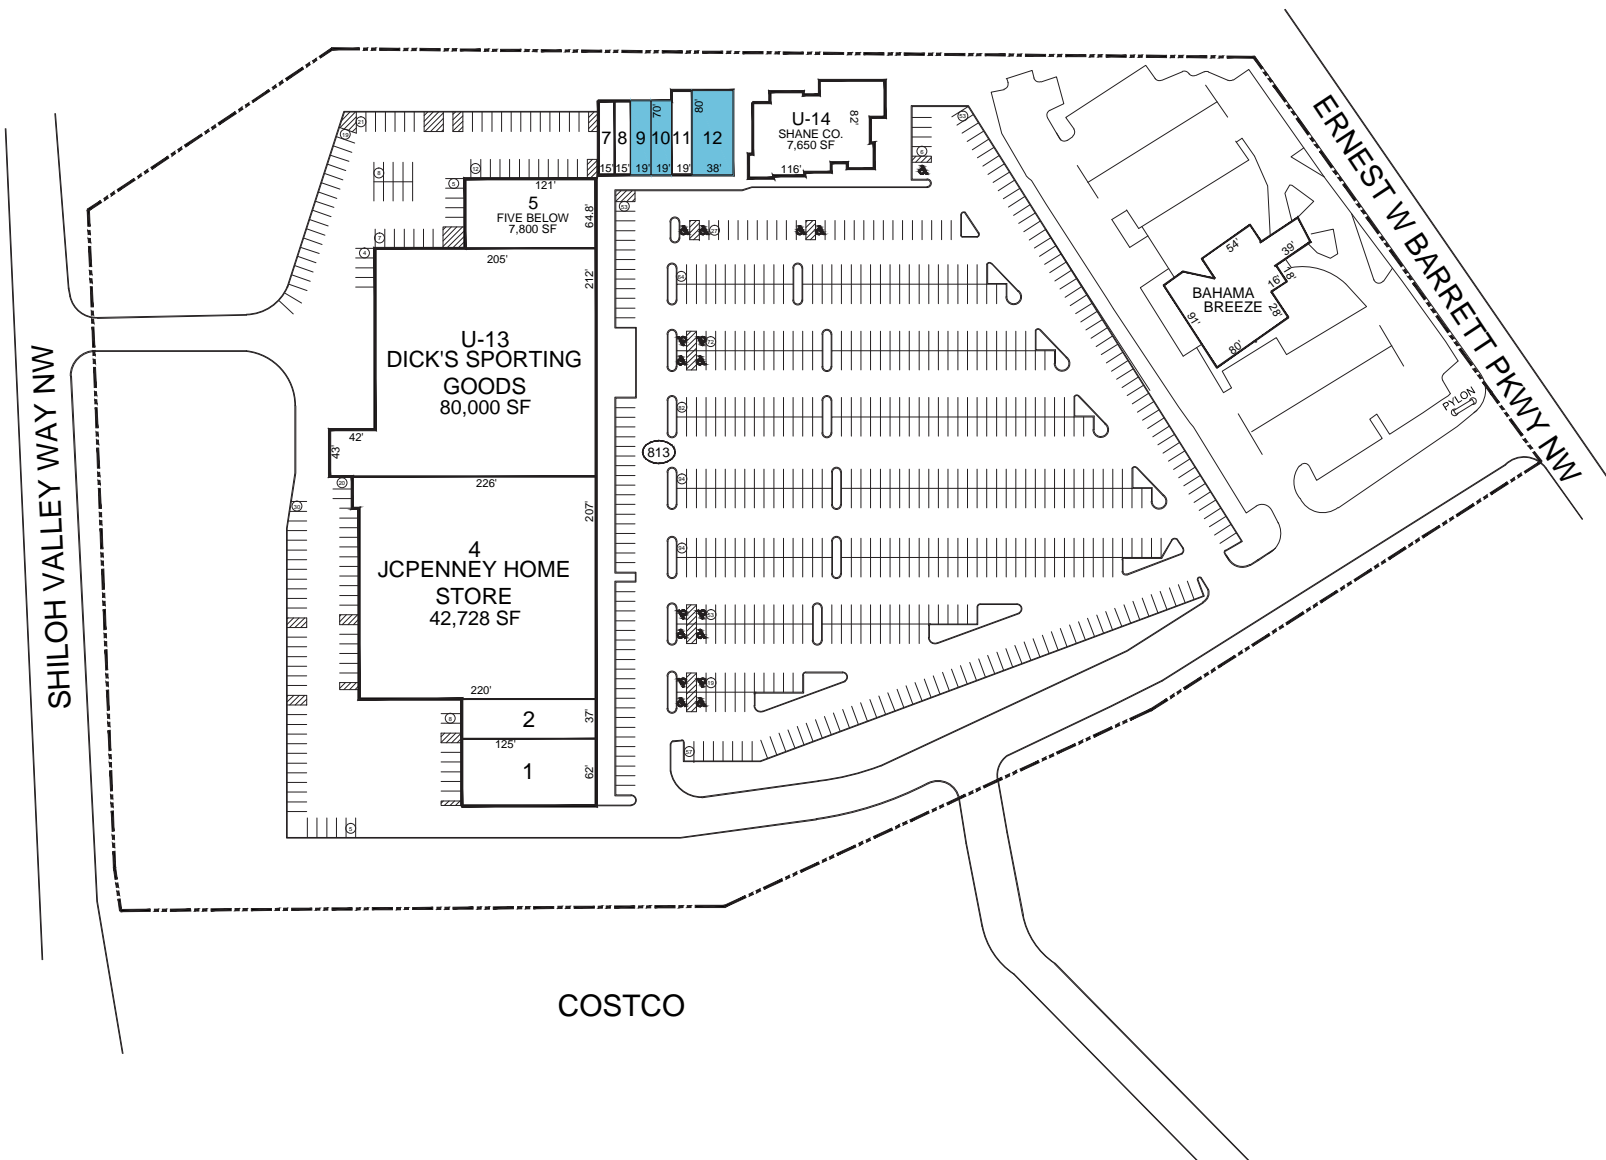 ERNEST W BARRETT PKWY NW
SHILOH VALLEY WAY NW
7
8
9
10
11
12
70'
80'
15'
15'
19'
19'
19'
38'
U-14
SHANE CO.
7,650 SF
82'
116'
121'
5
FIVE BELOW
7,800 SF
64.8'
205'
212'
U-13
DICK'S SPORTING
GOODS
80,000 SF
42'
43'
226'
207'
4
JCPENNEY HOME
STORE
42,728 SF
220'
2
37'
125'
1
62'
813
BAHAMA
BREEZE
54'
39'
18'
16'
28'
80'
91'
PYLON
COSTCO